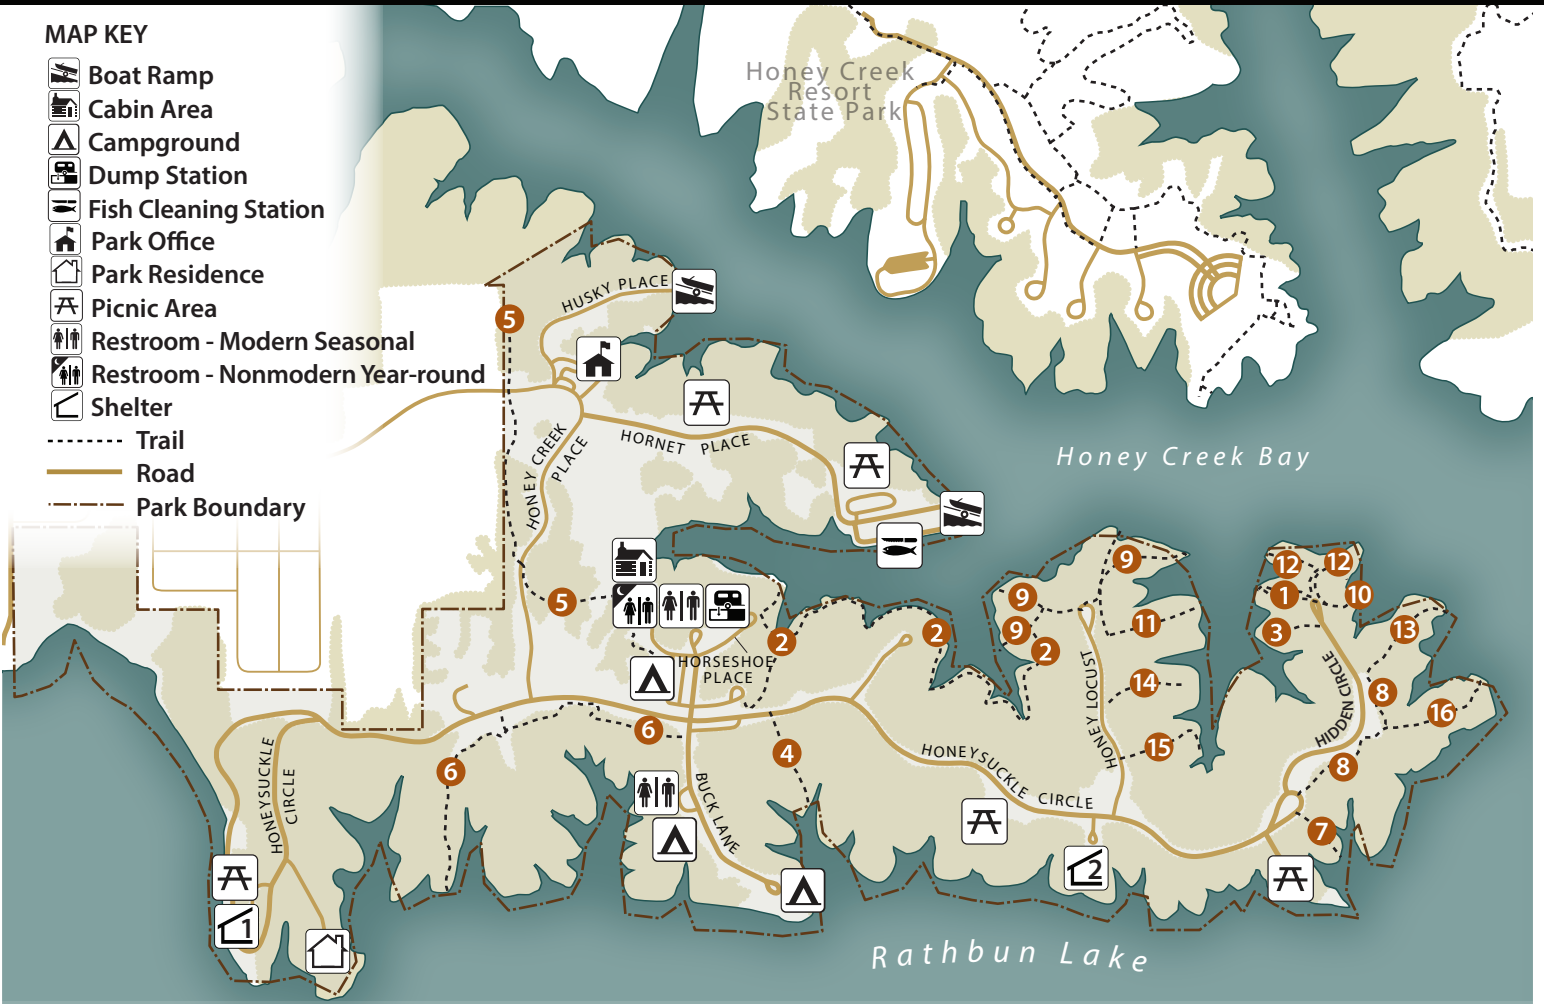 MAP KEY
Boat Ramp
Cabin Area
Campground
Dump Station
Fish Cleaning Station
Park Office
Park Residence
Picnic Area
Restroom - Modern Seasonal
Restroom - Nonmodern Year-round
Shelter
Trail
Road
Park Boundary
Honey Creek
Resort
State Park
HUSKY PLACE
5
HORNET PLACE
HONEY CREEK
PLACE
Honey Creek Bay
5
HORSESHOE
PLACE
2
2
9
9
9
2
11
14
15
HONEY LOCUST
12
12
1
10
3
13
8
16
HIDDEN CIRCLE
8
7
6
6
4
BUCK LANE
HONEYSUCKLE CIRCLE
HONEYSUCKLE
CIRCLE
2
1
Rathbun Lake